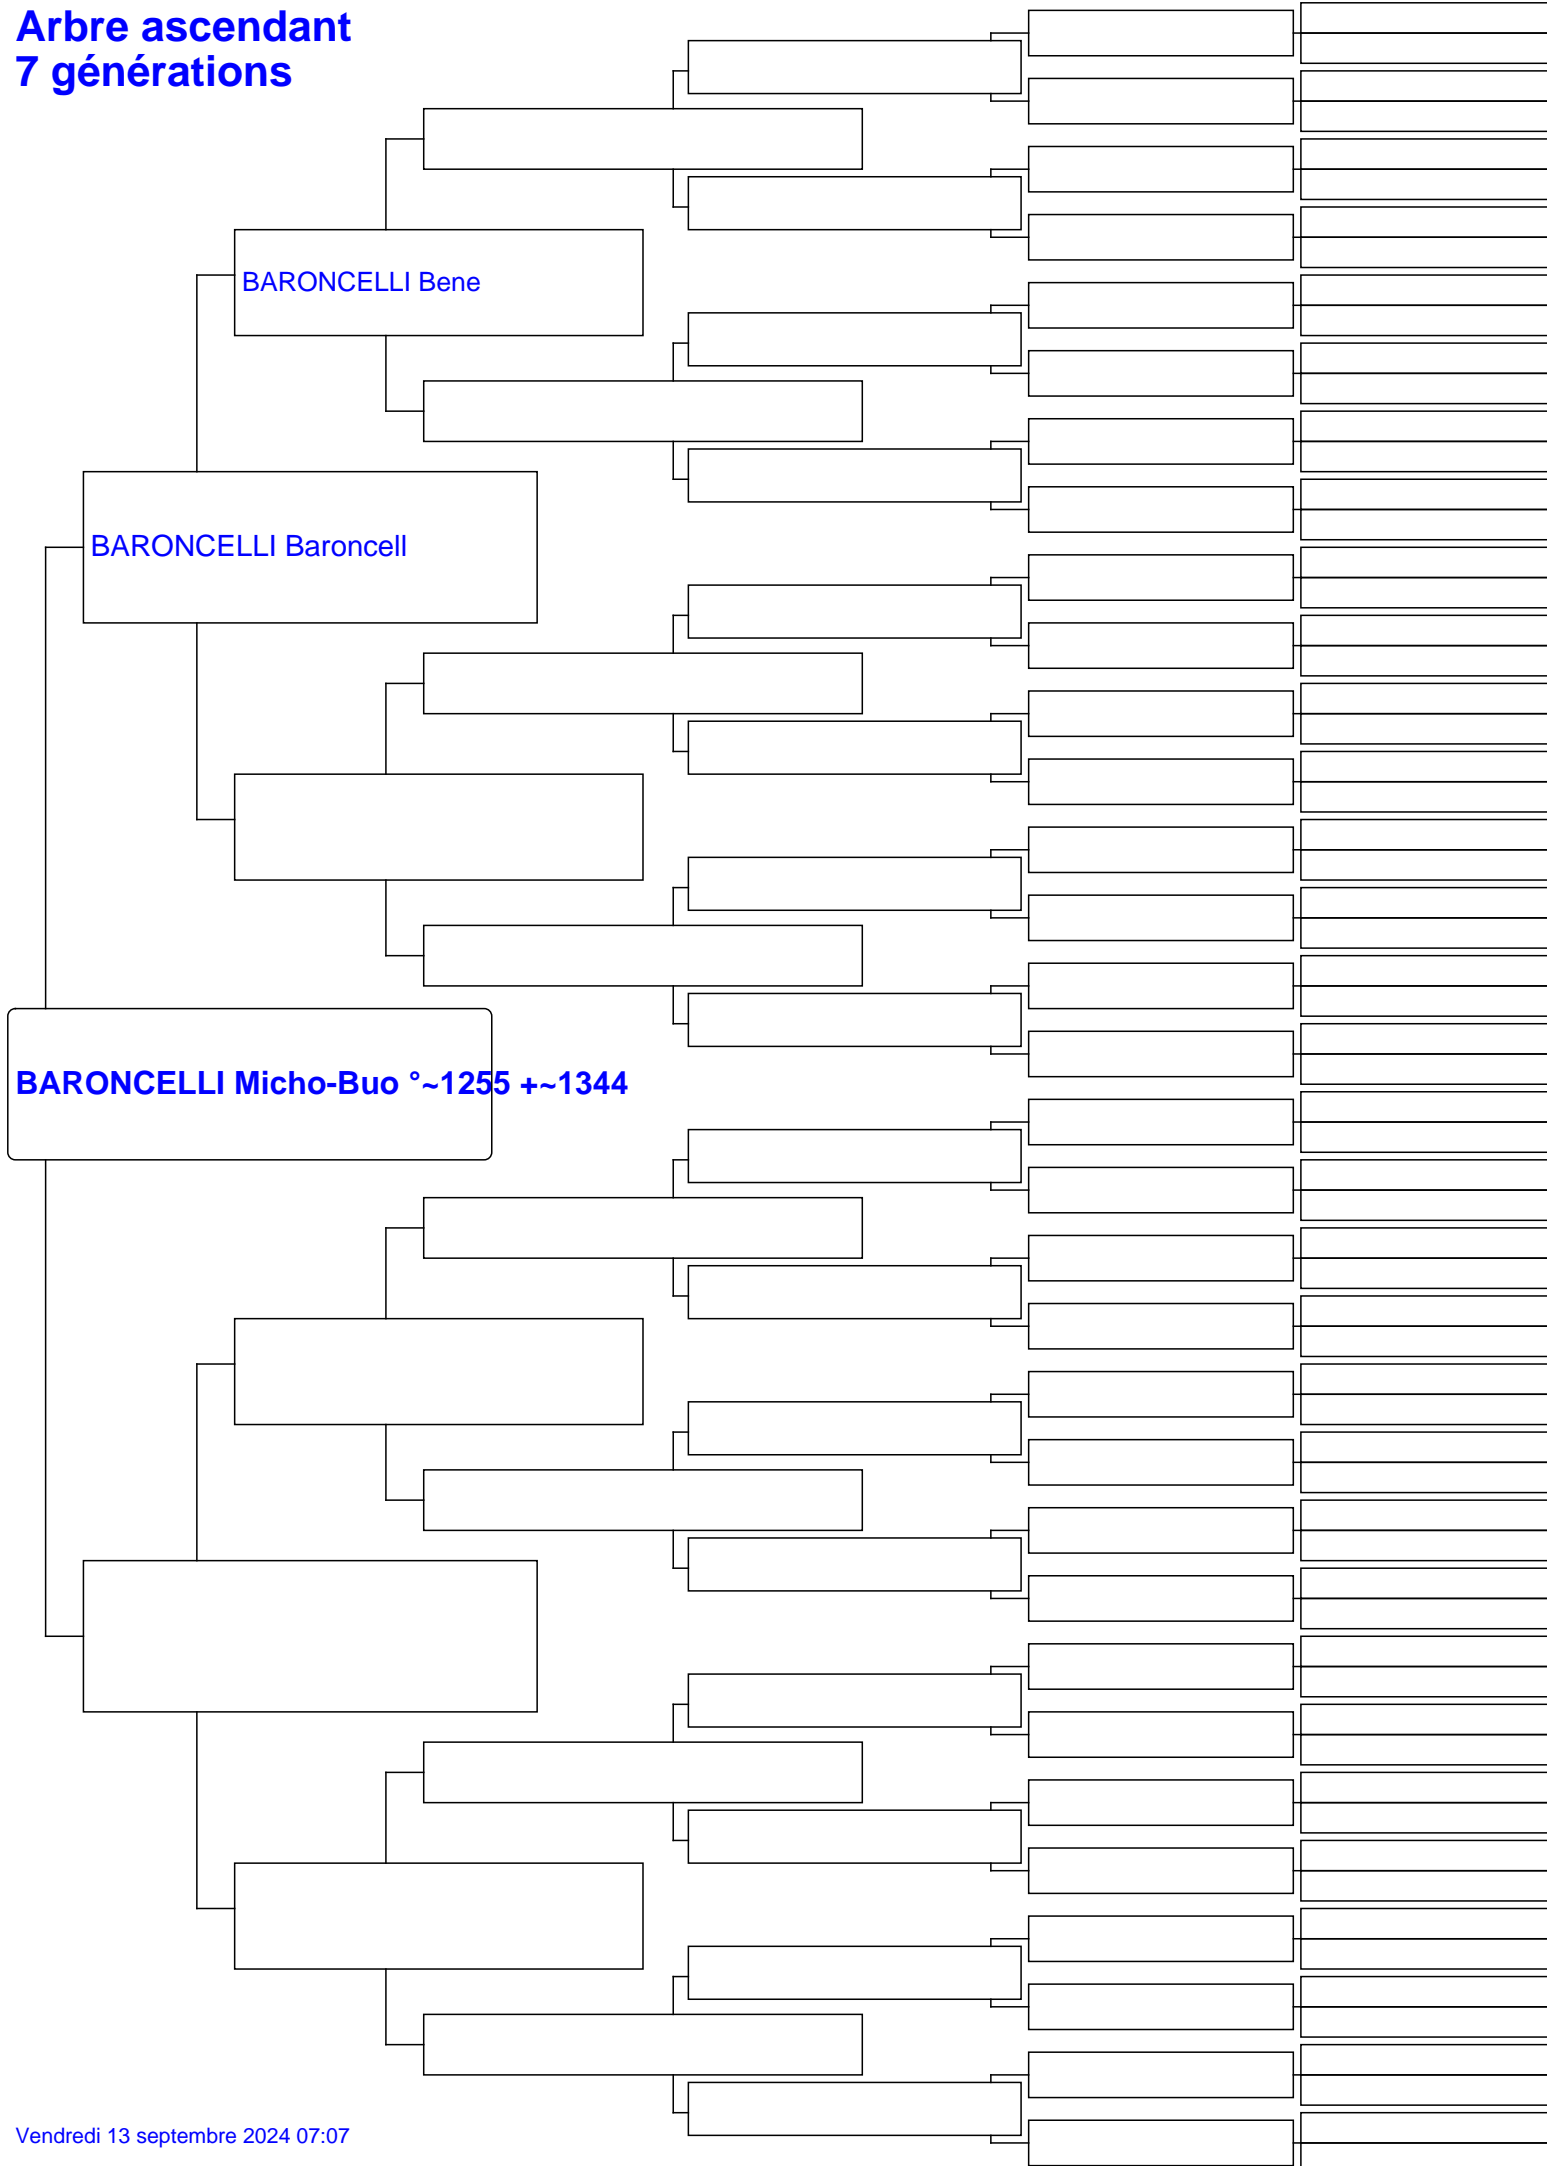 Arbre ascendant
7 générations
BARONCELLI Bene
BARONCELLI Baroncell
BARONCELLI Micho-Buo °~1255 +~1344
Vendredi 13 septembre 2024 07:07